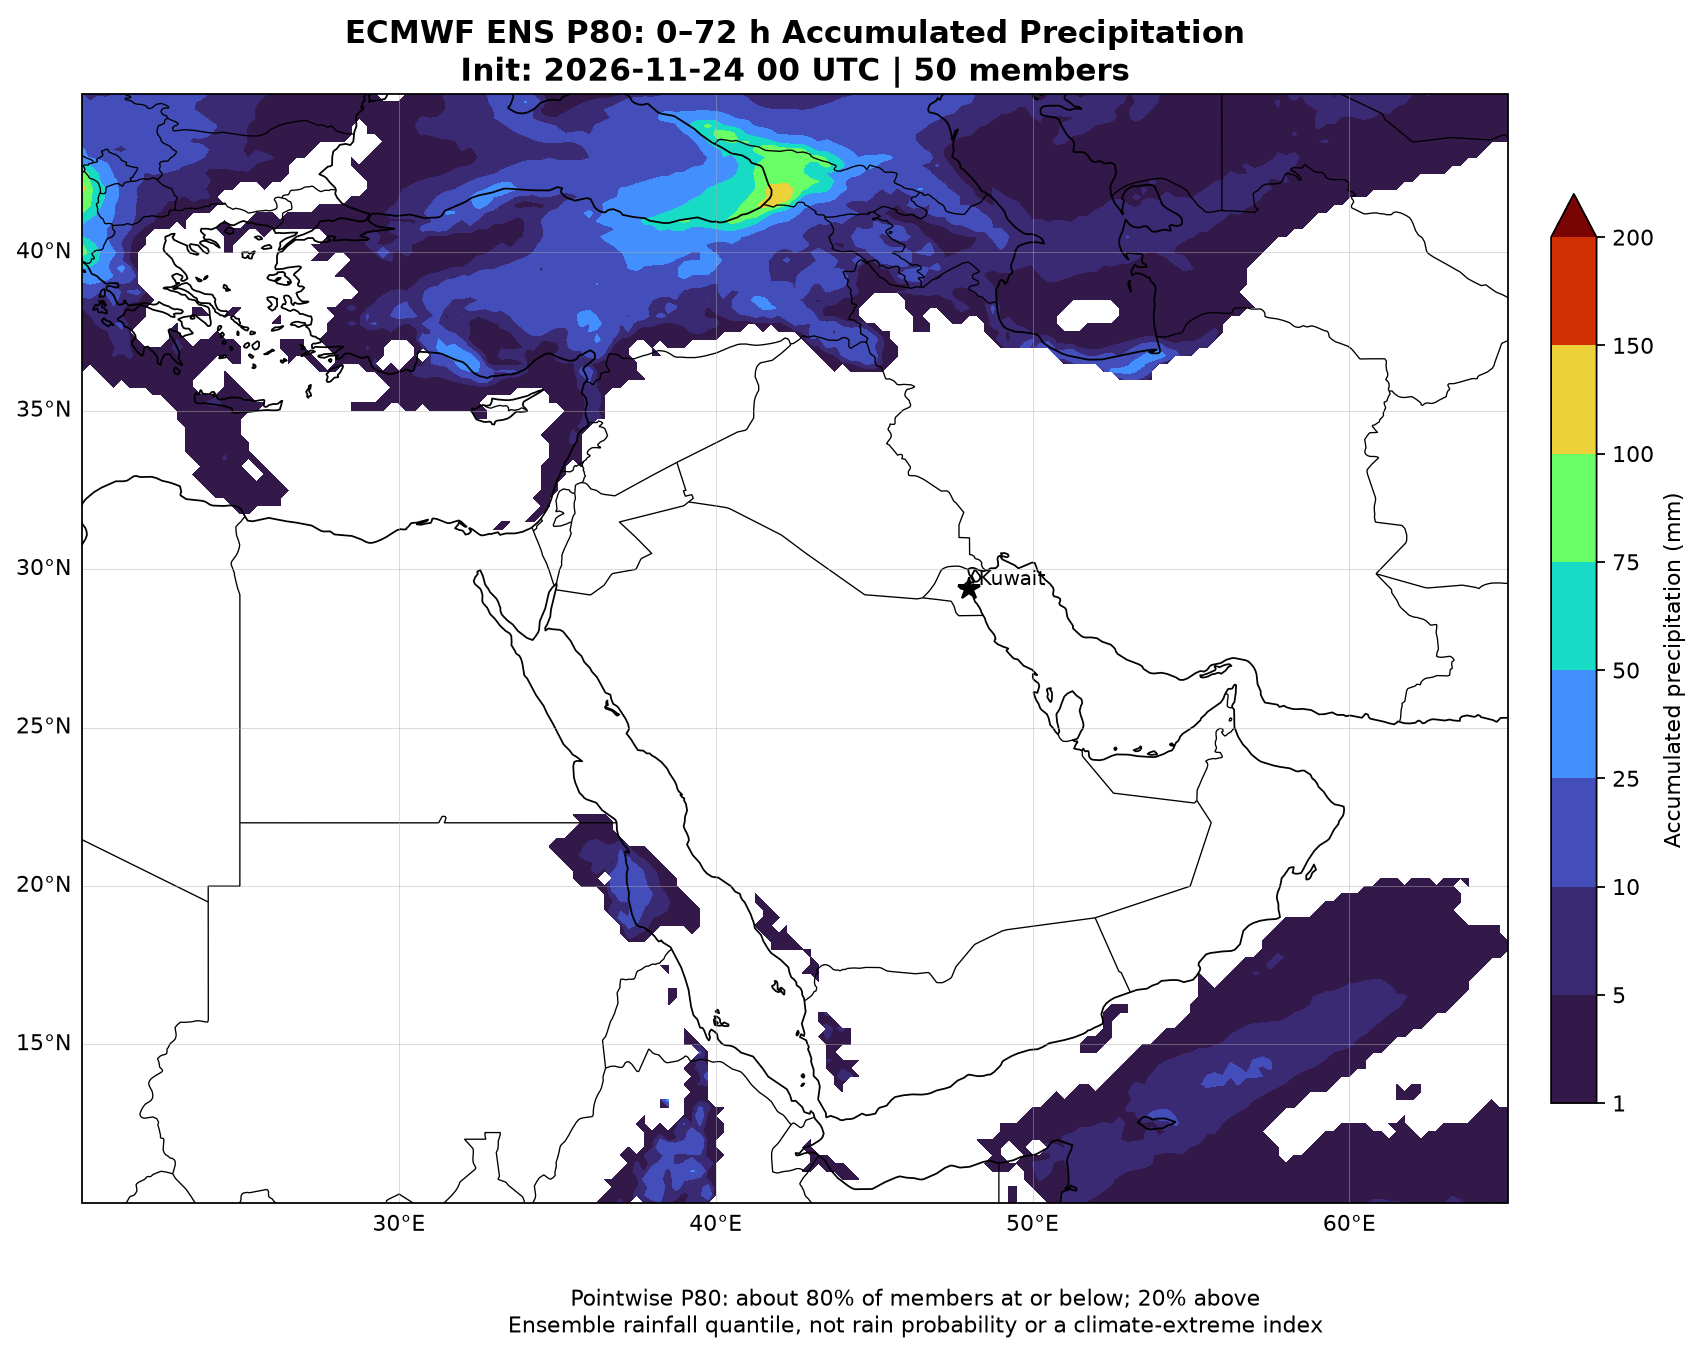 ECMWF ENS P80: 0–72 h Accumulated Precipitation
Init: 2026-11-24 00 UTC | 50 members
40°N
35°N
30°N
25°N
20°N
15°N
Kuwait
30°E
40°E
50°E
60°E
200
150
100
75
50
25
10
5
1
Accumulated precipitation (mm)
Pointwise P80: about 80% of members at or below; 20% above
Ensemble rainfall quantile, not rain probability or a climate-extreme index